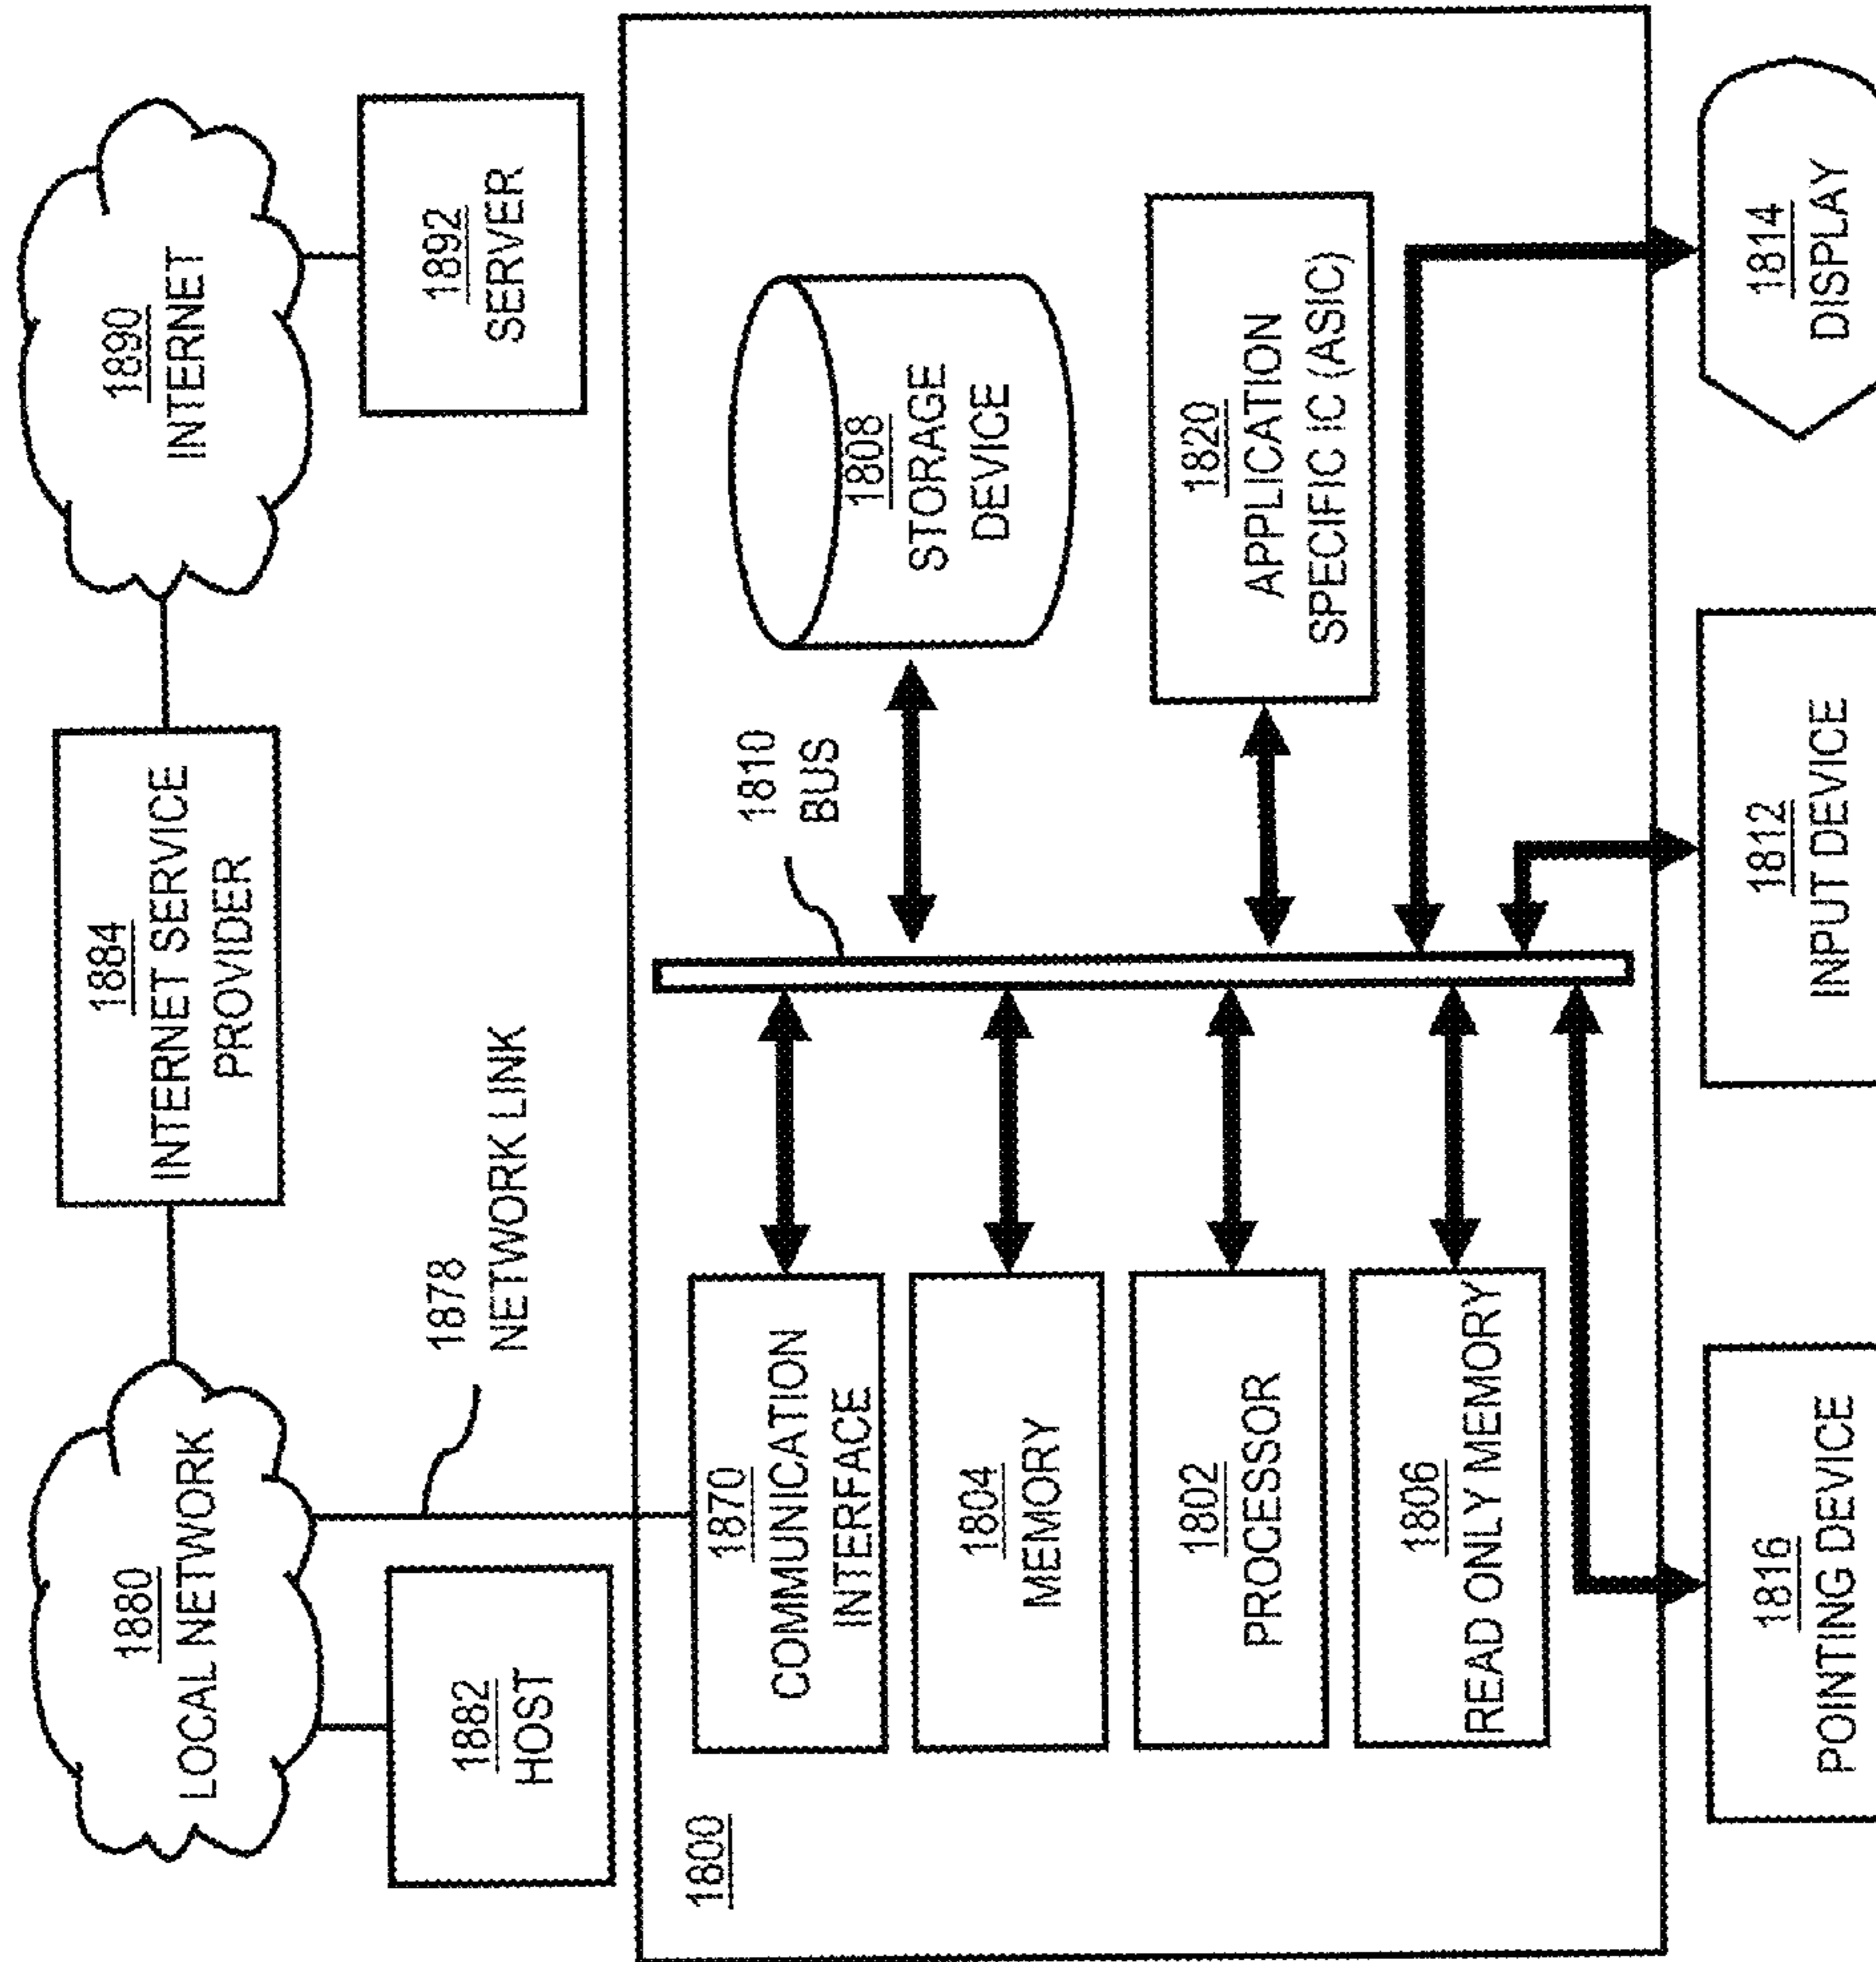 1880
LOCAL NETWORK
1884
INTERNET SERVICE
PROVIDER
1890
INTERNET
1882
HOST
1878
NETWORK LINK
1892
SERVER
1800
1870
COMMUNICATION
INTERFACE
1810
BUS
1808
STORAGE
DEVICE
1804
MEMORY
1802
PROCESSOR
1820
APPLICATION
SPECIFIC IC (ASIC)
1806
READ ONLY MEMORY
1816
POINTING DEVICE
1812
INPUT DEVICE
1814
DISPLAY